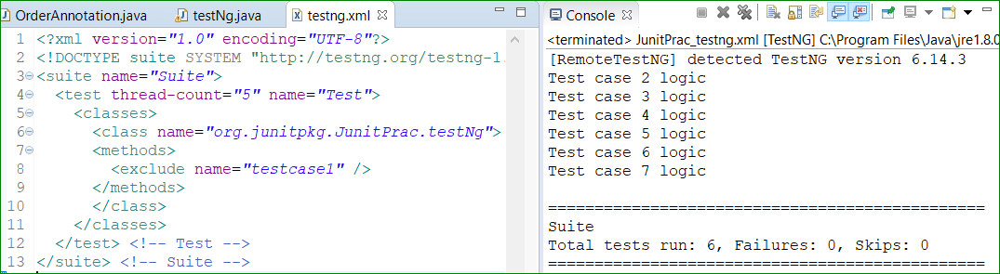 OrderAnnotation.java testNg.java testng.xml
1 <?xml version="1.0" encoding="UTF-8"?>
2 <!DOCTYPE suite SYSTEM "http://testng.org/testng-1.
3 <suite name="Suite">
4 <test thread-count="5" name="Test">
5 <classes>
6 <class name="org.junitpkg.JunitPrac.testNg">
7 <methods>
8 <exclude name="testcase1" />
9 </methods>
10 </class>
11 </classes>
12 </test> <!-- Test -->
13 </suite> <!-- Suite -->
Console
<terminated> JunitPrac_testng.xml [TestNG] C:\Program Files\Java\jre1.8.0
[RemoteTestNG] detected TestNG version 6.14.3
Test case 2 logic
Test case 3 logic
Test case 4 logic
Test case 5 logic
Test case 6 logic
Test case 7 logic
===============================================
Suite
Total tests run: 6, Failures: 0, Skips: 0
===============================================